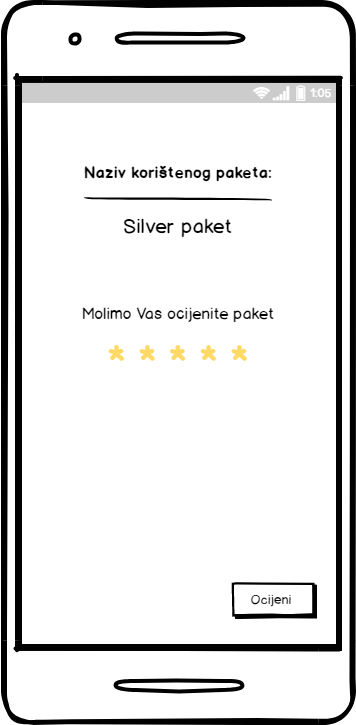 1:05
Naziv korištenog paketa:
Silver paket
Molimo Vas ocijenite paket
Ocijeni